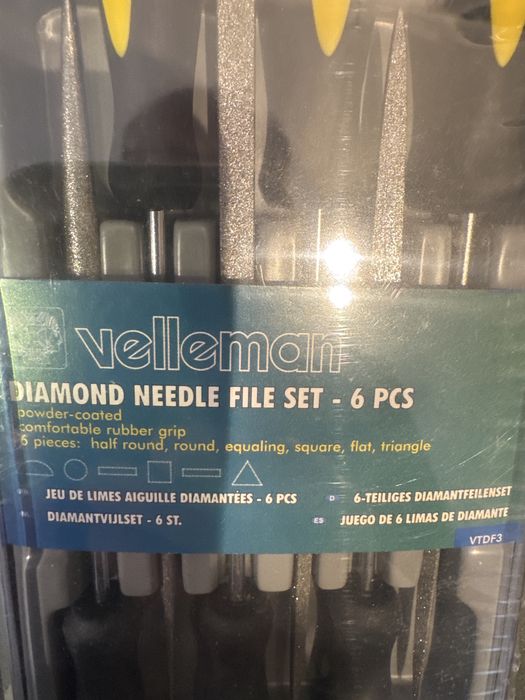 velleman
DIAMOND NEEDLE FILE SET - 6 PCS
powder-coated
comfortable rubber grip
6 pieces: half round, round, equaling, square, flat, triangle
JEU DE LIMES AIGUILLE DIAMANTÉES - 6 PCS
D 6-TEILIGES DIAMANTFEILENSET
DIAMANTVIJLSET - 6 ST.
ES JUEGO DE 6 LIMAS DE DIAMANTE
VTDF3